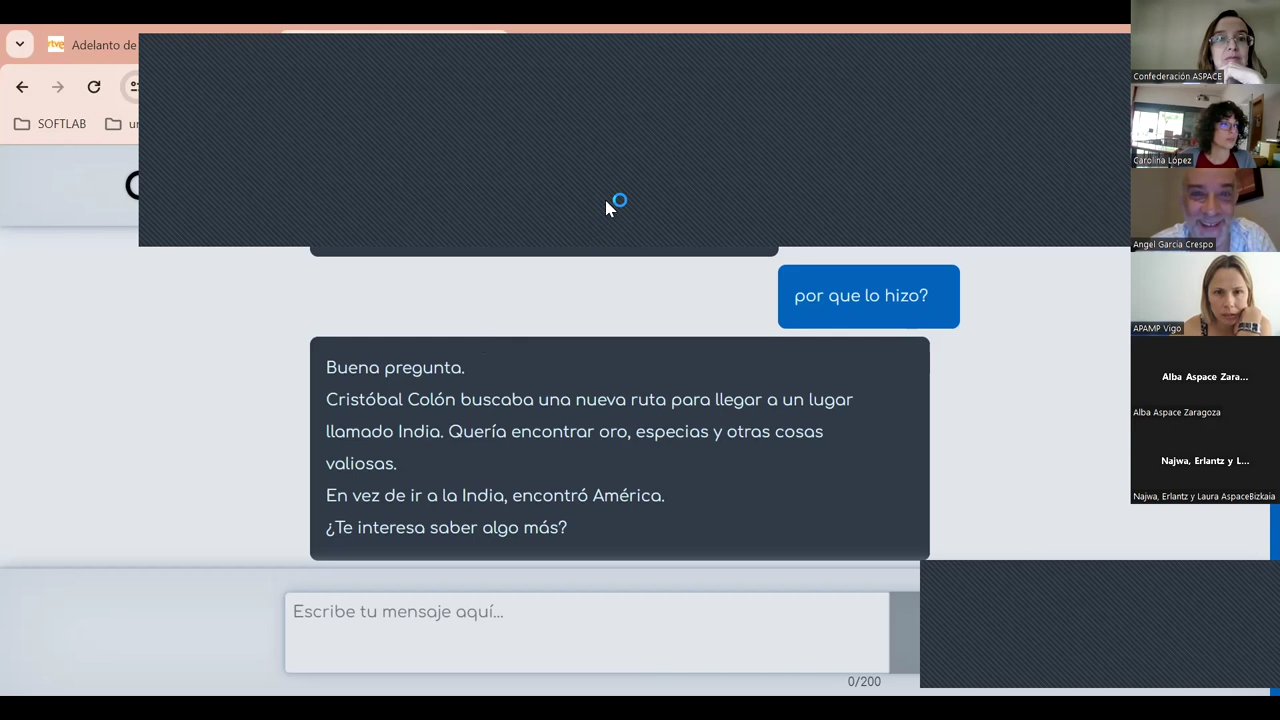 rtve Adelanto de
SOFTLAB
por que lo hizo?
Buena pregunta.
Cristóbal Colón buscaba una nueva ruta para llegar a un lugar
llamado India. Quería encontrar oro, especias y otras cosas
valiosas.
En vez de ir a la India, encontró América.
¿Te interesa saber algo más?
Escribe tu mensaje aquí...
0/200
Confederación ASPACE
Carolina López
Angel García Crespo
APAMP Vigo
Alba Aspace Zara...
Alba Aspace Zaragoza
Najwa, Erlantz y L...
Najwa, Erlantz y Laura AspaceBizkaia